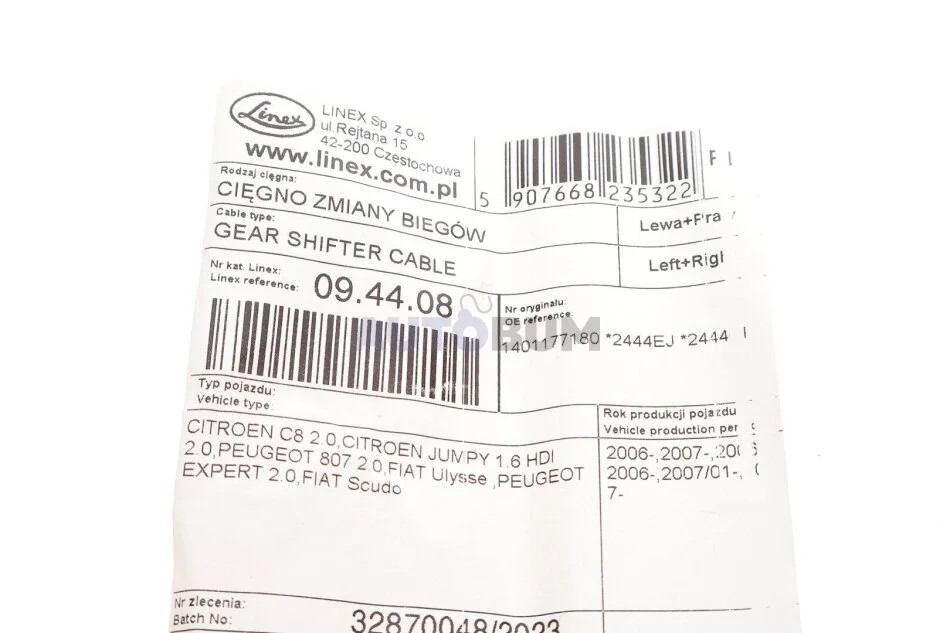 Linex
LINEX Sp. z o.o
ul.Rejtana 15
42-200 Częstochowa
www.linex.com.pl
5 907668 235322
Rodzaj cięgna:
CIĘGNO ZMIANY BIEGÓW
Lewa+Pra
Cable type:
GEAR SHIFTER CABLE
Left+Rig
Nr kat. Linex:
Linex reference:
09.44.08
Nr oryginału:
OE reference:
1401177180 *2444EJ *2444
AUTOBUM
Typ pojazdu:
Vehicle type:
CITROEN C8 2.0,CITROEN JUMPY 1.6 HDI
2.0,PEUGEOT 807 2.0,FIAT Ulysse ,PEUGEOT
EXPERT 2.0,FIAT Scudo
Rok produkcji pojazdu
Vehicle production per
2006-,2007-,20
2006-,2007/01-,
7-
Nr zlecenia:
Batch No:
32870048/2023